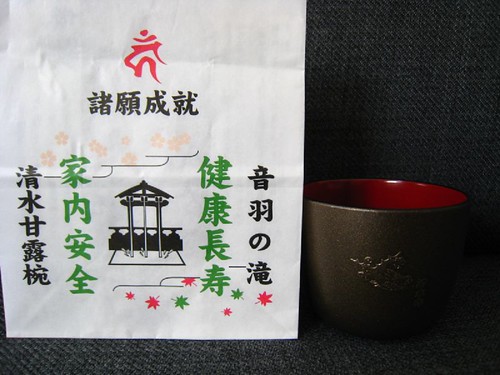 諸願成就
音羽の滝
健康長寿
家内安全
清水甘露椀